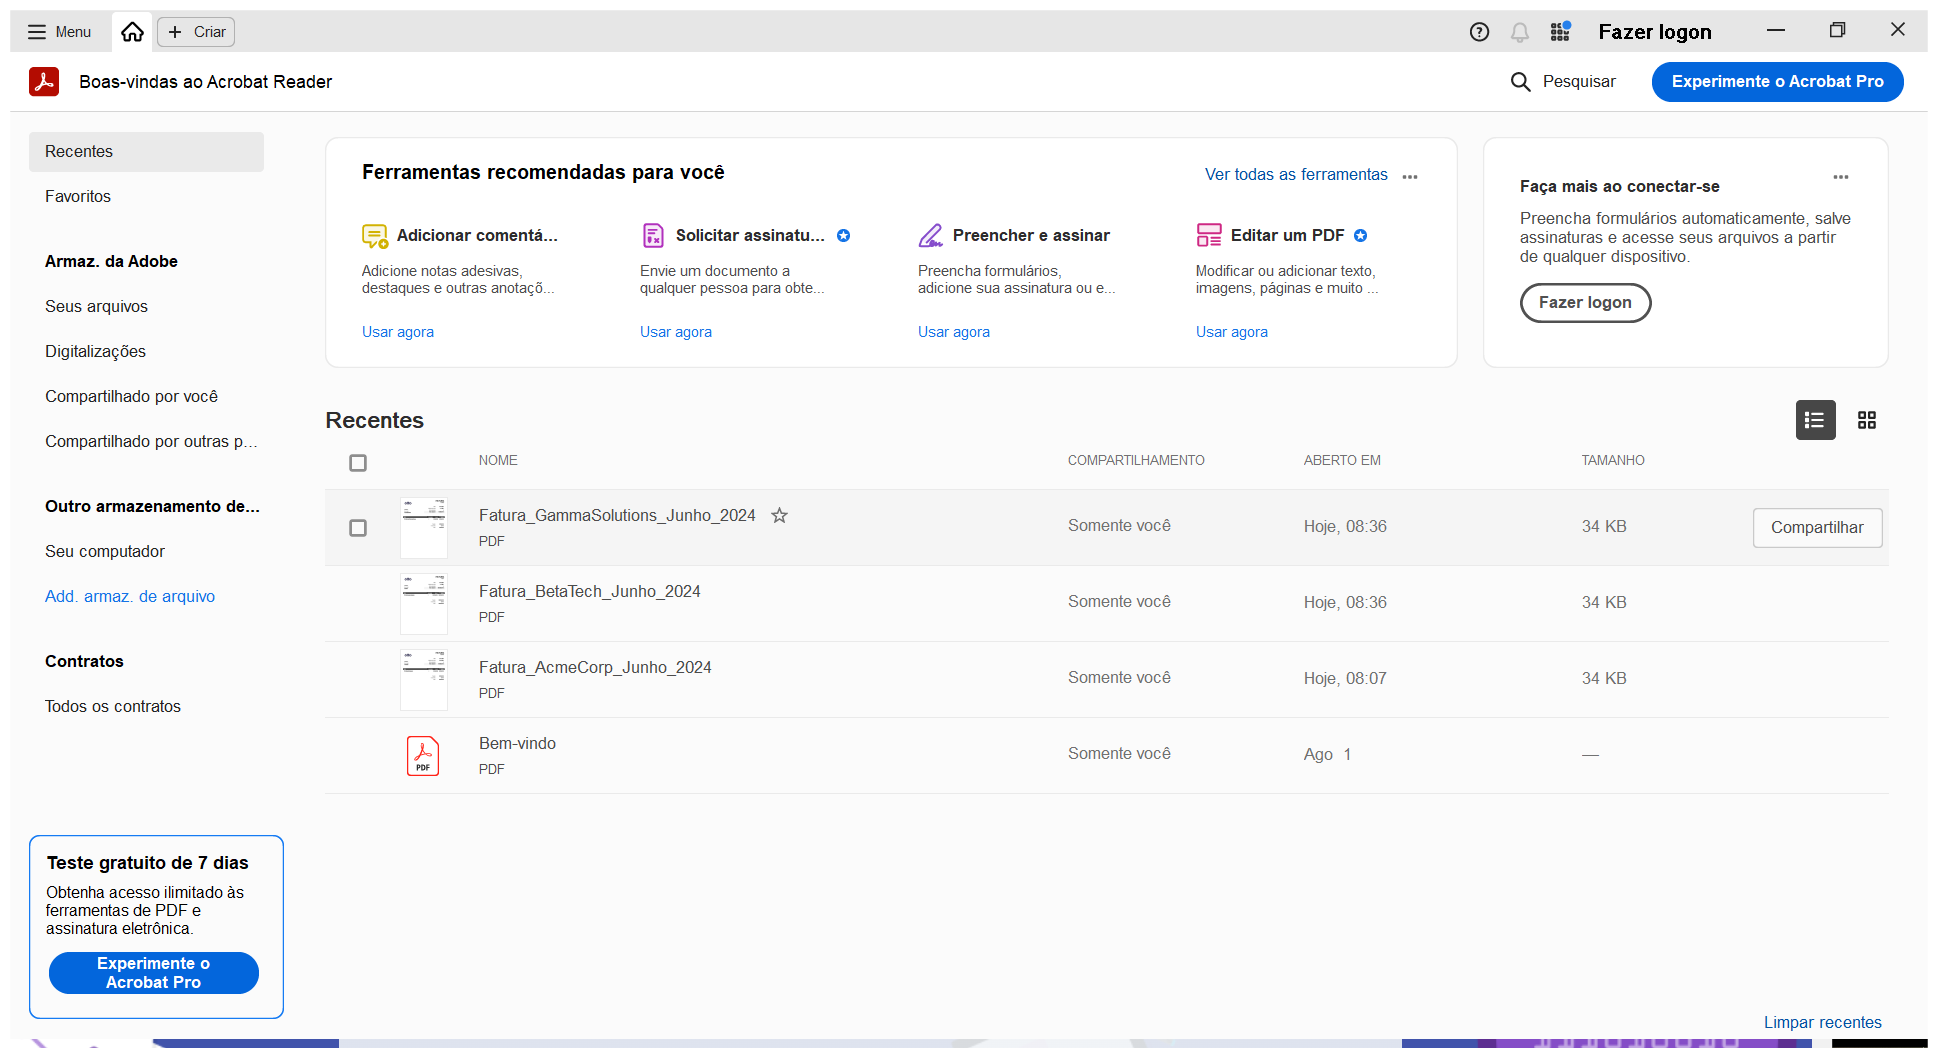 Menu
Criar
Fazer logon
Boas-vindas ao Acrobat Reader
Pesquisar
Experimente o Acrobat Pro
Recentes
Favoritos
Armaz. da Adobe
Seus arquivos
Digitalizações
Compartilhado por você
Compartilhado por outras p...
Outro armazenamento de...
Seu computador
Add. armaz. de arquivo
Contratos
Todos os contratos
Teste gratuito de 7 dias
Obtenha acesso ilimitado às
ferramentas de PDF e
assinatura eletrônica.
Experimente o
Acrobat Pro
Ferramentas recomendadas para você
Ver todas as ferramentas
Adicionar comentá...
Adicione notas adesivas,
destaques e outras anotaçõ...
Usar agora
Solicitar assinatu...
Envie um documento a
qualquer pessoa para obte...
Usar agora
Preencher e assinar
Preencha formulários,
adicione sua assinatura ou e...
Usar agora
Editar um PDF
Modificar ou adicionar texto,
imagens, páginas e muito ...
Usar agora
Faça mais ao conectar-se
Preencha formulários automaticamente, salve
assinaturas e acesse seus arquivos a partir
de qualquer dispositivo.
Fazer logon
Recentes
NOME COMPARTILHAMENTO ABERTO EM TAMANHO
Fatura_GammaSolutions_Junho_2024
PDF
Somente você Hoje, 08:36 34 KB Compartilhar
Fatura_BetaTech_Junho_2024
PDF
Somente você Hoje, 08:36 34 KB
Fatura_AcmeCorp_Junho_2024
PDF
Somente você Hoje, 08:07 34 KB
PDF
Bem-vindo
PDF
Somente você Ago 1 —
Limpar recentes